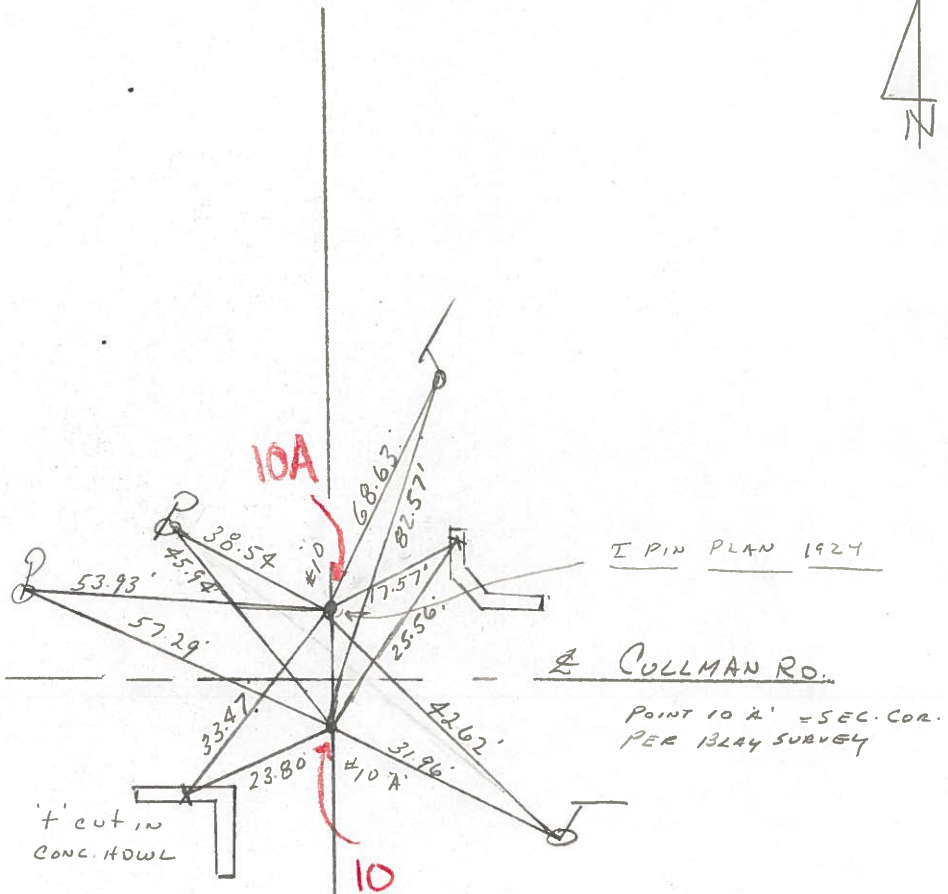 N
10A
68.63'
82.57'
#10
38.54
45.94'
53.93'
57.29'
17.57'
25.56'
I PIN PLAN 1924
℄ CULLMAN RD.
POINT 10 'A' = SEC. COR.
PER BLAY SURVEY
33.47'
42.62'
23.80'
#10 'A'
31.96'
'+' CUT IN
CONC. HDWL
10